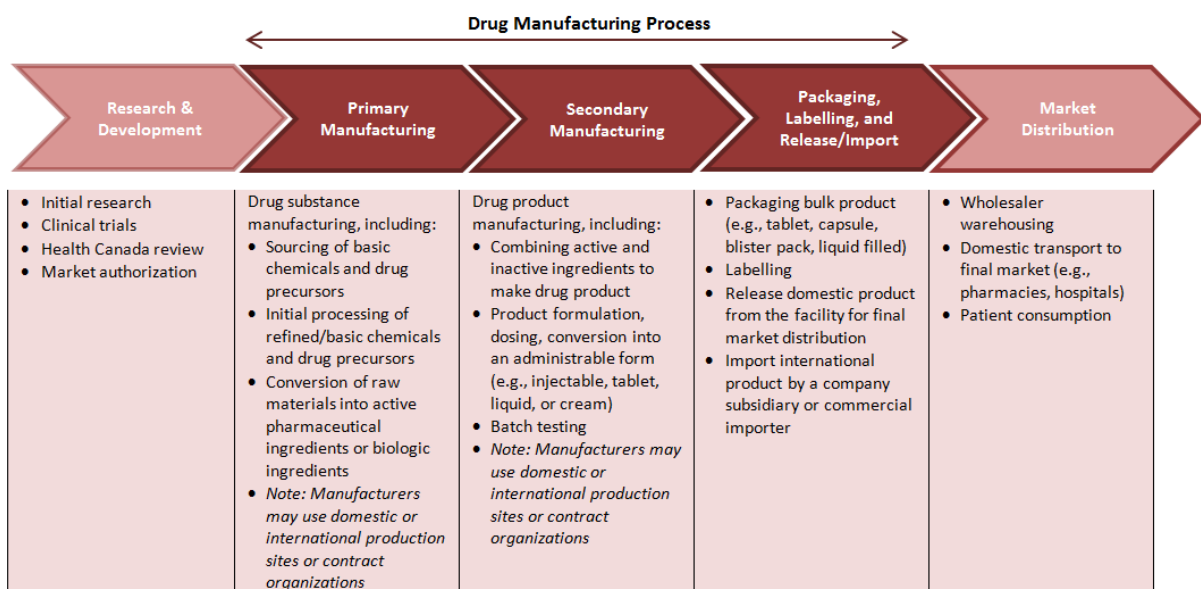 Drug Manufacturing Process
Research &
Development
Primary
Manufacturing
Secondary
Manufacturing
Packaging,
Labelling, and
Release/Import
Market
Distribution
• Initial research
• Clinical trials
• Health Canada review
• Market authorization
Drug substance
manufacturing, including:
• Sourcing of basic
chemicals and drug
precursors
• Initial processing of
refined/basic chemicals
and drug precursors
• Conversion of raw
materials into active
pharmaceutical
ingredients or biologic
ingredients
• Note: Manufacturers
may use domestic or
international production
sites or contract
organizations
Drug product
manufacturing, including:
• Combining active and
inactive ingredients to
make drug product
• Product formulation,
dosing, conversion into
an administrable form
(e.g., injectable, tablet,
liquid, or cream)
• Batch testing
• Note: Manufacturers may
use domestic or
international production
sites or contract
organizations
• Packaging bulk product
(e.g., tablet, capsule,
blister pack, liquid filled)
• Labelling
• Release domestic product
from the facility for final
market distribution
• Import international
product by a company
subsidiary or commercial
importer
• Wholesaler
warehousing
• Domestic transport to
final market (e.g.,
pharmacies, hospitals)
• Patient consumption